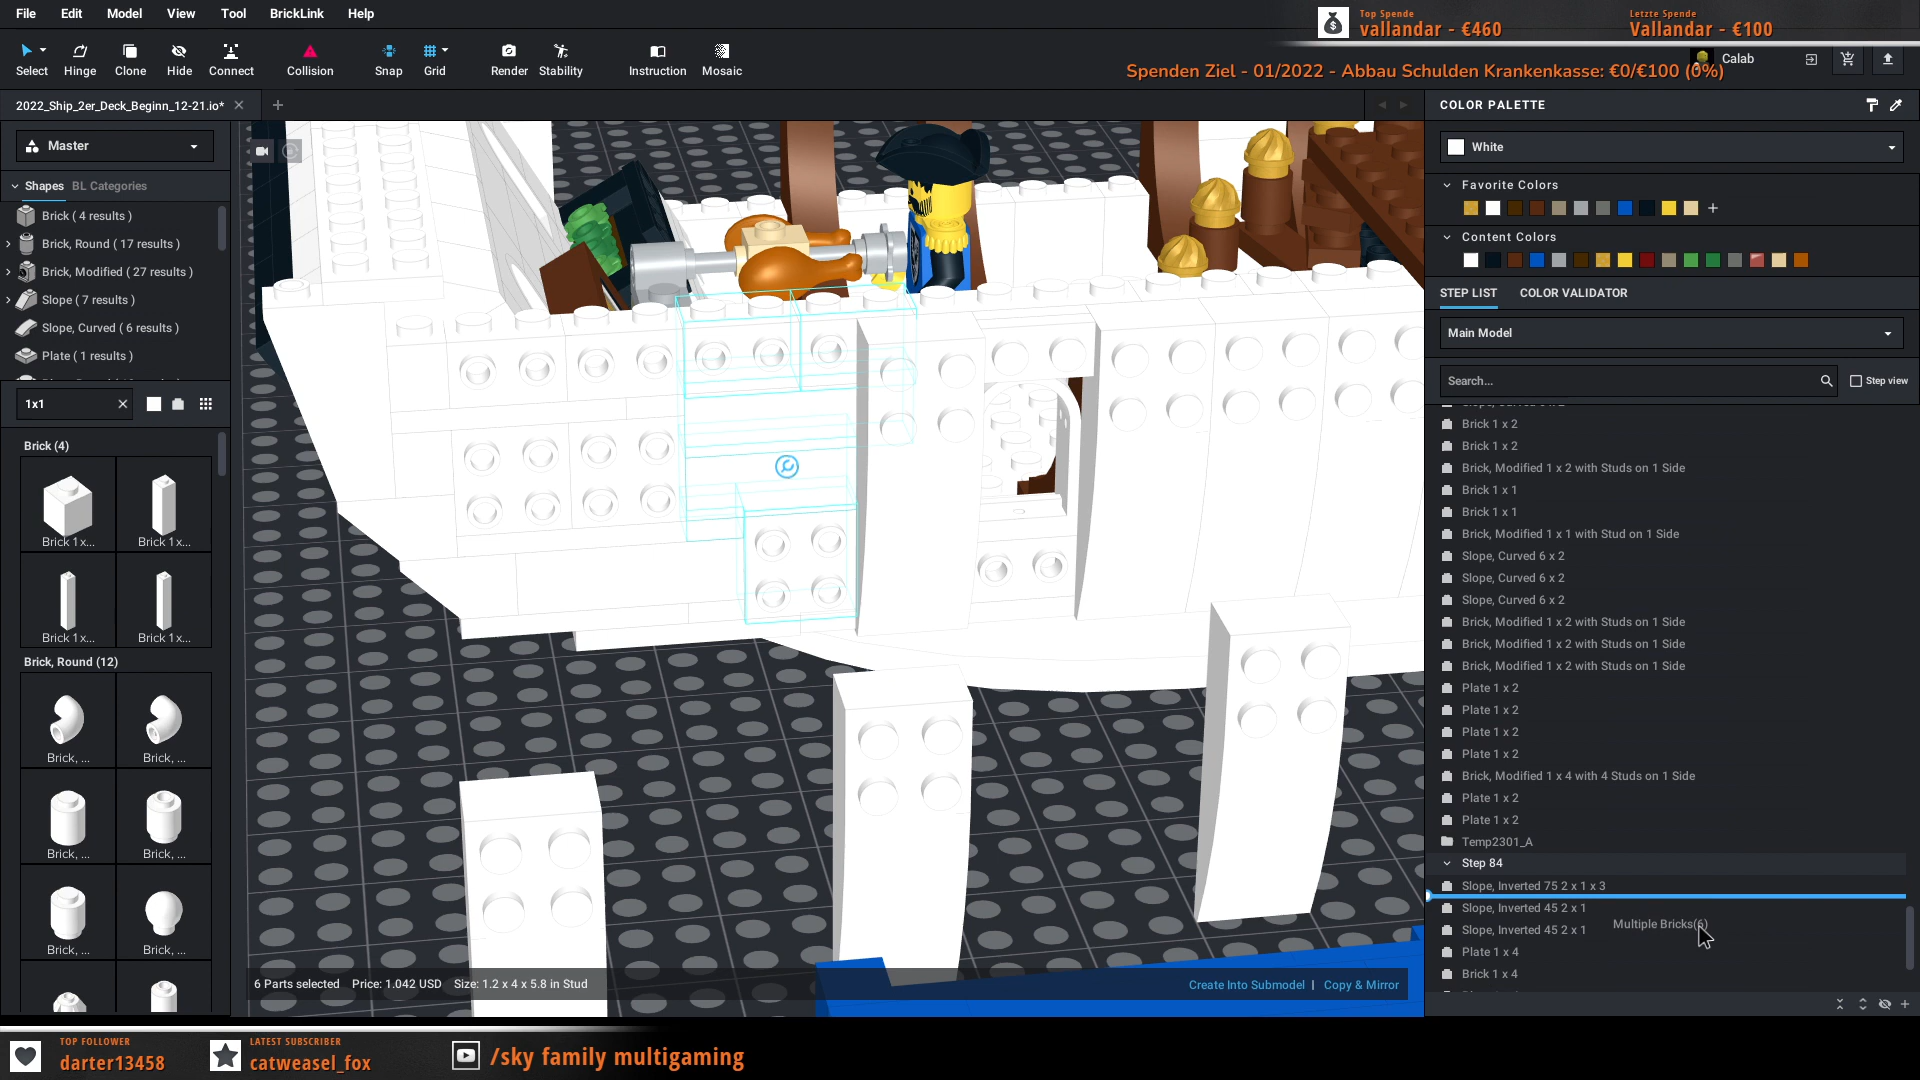 File Edit Model View Tool BrickLink Help
Top Spende
vallandar - €460
Letzte Spende
Vallandar - €100
Select Hinge Clone Hide Connect Collision Snap Grid Render Stability Instruction Mosaic
Spenden Ziel - 01/2022 - Abbau Schulden Krankenkasse: €0/€100 (0%)
Calab
2022_Ship_2er_Deck_Beginn_12-21.io*
Master
Shapes BL Categories
Brick ( 4 results )
Brick, Round ( 17 results )
Brick, Modified ( 27 results )
Slope ( 7 results )
Slope, Curved ( 6 results )
Plate ( 1 results )
1x1
Brick (4)
Brick 1x... Brick 1x...
Brick 1x... Brick 1x...
Brick, Round (12)
Brick, ... Brick, ...
Brick, ... Brick, ...
Brick, ... Brick, ...
6 Parts selected Price: 1.042 USD Size: 1.2 x 4 x 5.8 in Stud
Create Into Submodel | Copy & Mirror
COLOR PALETTE
White
Favorite Colors
Content Colors
STEP LIST COLOR VALIDATOR
Main Model
Search... Step view
Brick 1 x 2
Brick 1 x 2
Brick, Modified 1 x 2 with Studs on 1 Side
Brick 1 x 1
Brick 1 x 1
Brick, Modified 1 x 1 with Stud on 1 Side
Slope, Curved 6 x 2
Slope, Curved 6 x 2
Slope, Curved 6 x 2
Brick, Modified 1 x 2 with Studs on 1 Side
Brick, Modified 1 x 2 with Studs on 1 Side
Brick, Modified 1 x 2 with Studs on 1 Side
Plate 1 x 2
Plate 1 x 2
Plate 1 x 2
Plate 1 x 2
Brick, Modified 1 x 4 with 4 Studs on 1 Side
Plate 1 x 2
Plate 1 x 2
Temp2301_A
Step 84
Slope, Inverted 75 2 x 1 x 3
Slope, Inverted 45 2 x 1
Multiple Bricks(6)
Slope, Inverted 45 2 x 1
Plate 1 x 4
Brick 1 x 4
TOP FOLLOWER
darter13458
LATEST SUBSCRIBER
catweasel_fox
/sky family multigaming